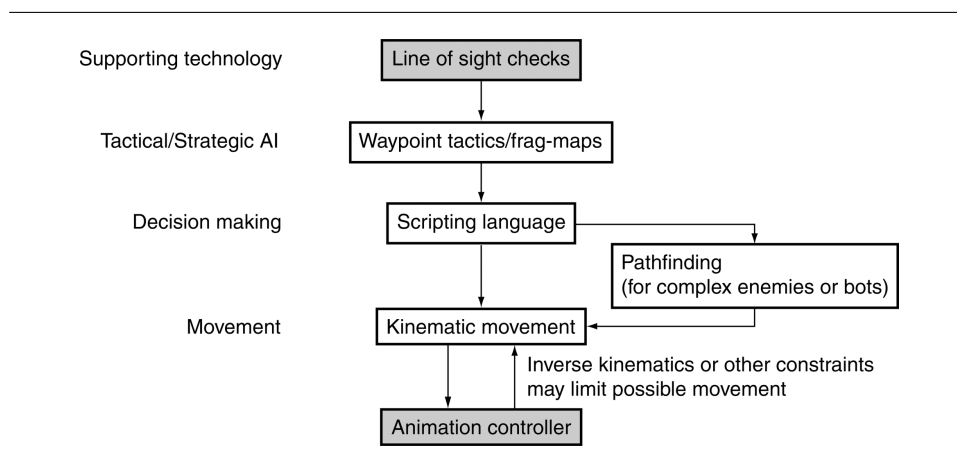 Supporting technology
Line of sight checks
Tactical/Strategic AI
Waypoint tactics/frag-maps
Decision making
Scripting language
Pathfinding
(for complex enemies or bots)
Movement
Kinematic movement
Inverse kinematics or other constraints
may limit possible movement
Animation controller